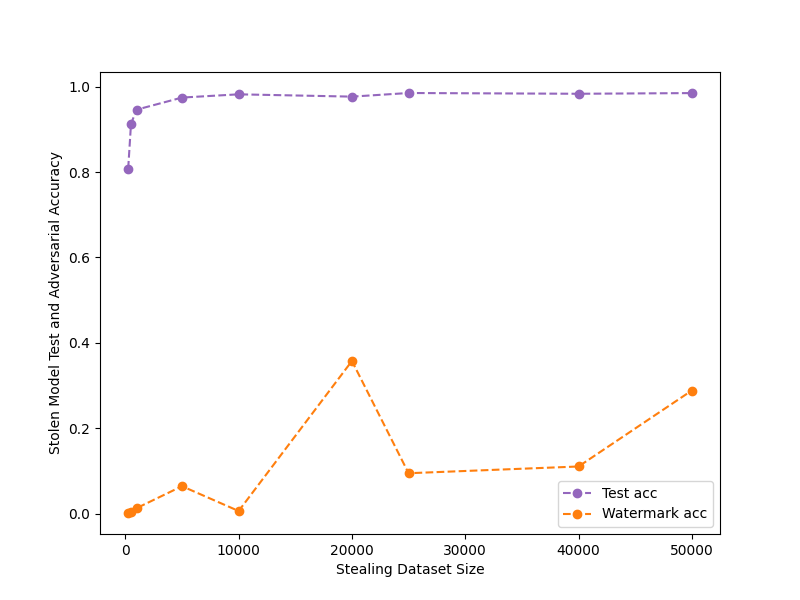 Stolen Model Test and Adversarial Accuracy
1.0
0.8
0.6
0.4
0.2
0.0
Test acc
Watermark acc
0 10000 20000 30000 40000 50000
Stealing Dataset Size